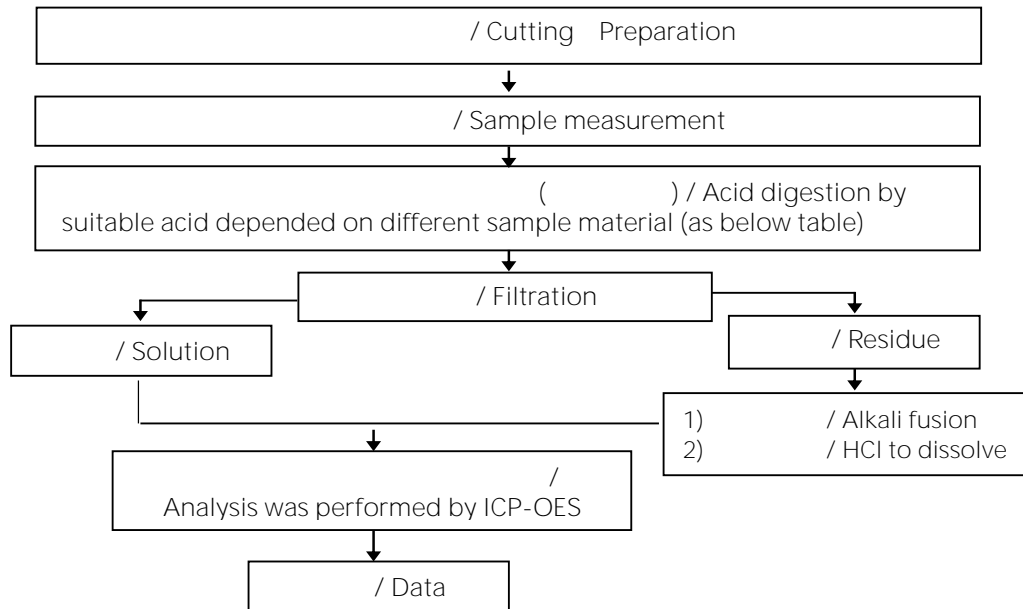 / Cutting Preparation
/ Sample measurement
( ) / Acid digestion by
suitable acid depended on different sample material (as below table)
/ Filtration
/ Solution
/ Residue
1) / Alkali fusion
2) / HCl to dissolve
/
Analysis was performed by ICP-OES
/ Data